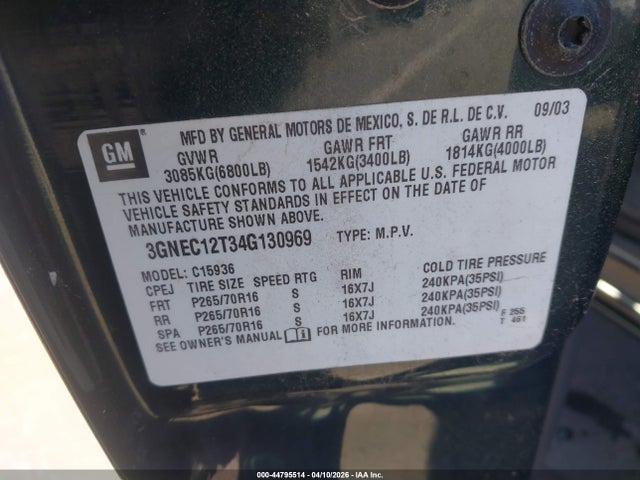 GM
MFD BY GENERAL MOTORS DE MEXICO, S. DE R.L. DE C.V. 09/03
GVWR GAWR FRT GAWR RR
3085KG(6800LB) 1542KG(3400LB) 1814KG(4000LB)
THIS VEHICLE CONFORMS TO ALL APPLICABLE U.S. FEDERAL MOTOR
VEHICLE SAFETY STANDARDS IN EFFECT ON THE DATE OF
MANUFACTURE SHOWN ABOVE.
3GNEC12T34G130969 TYPE: M.P.V.
MODEL: C15936
CPEJ TIRE SIZE SPEED RTG RIM COLD TIRE PRESSURE
FRT P265/70R16 S 16X7J 240KPA(35PSI)
RR P265/70R16 S 16X7J 240KPA(35PSI)
SPA P265/70R16 S 16X7J 240KPA(35PSI)
SEE OWNER'S MANUAL FOR MORE INFORMATION.
F 255
T 461
000-44795514 - 04/10/2026 - IAA Inc.